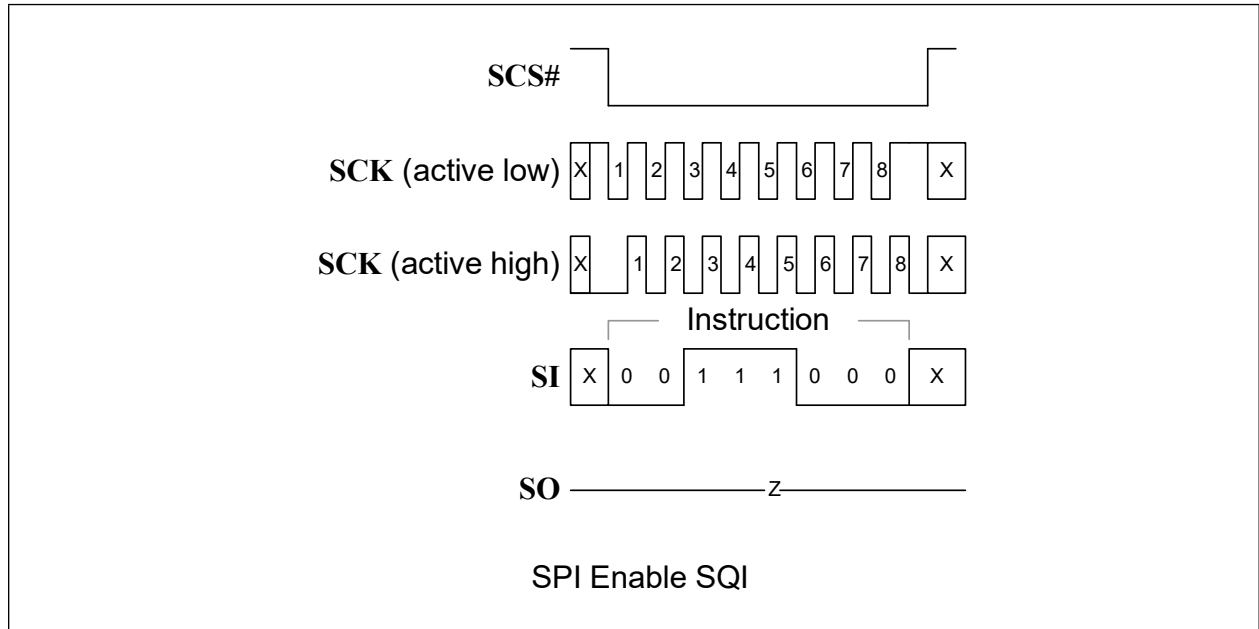 SCS#
SCK (active low) X 1 2 3 4 5 6 7 8 X
SCK (active high) X 1 2 3 4 5 6 7 8 X
Instruction
SI X 0 0 1 1 1 0 0 0 X
SO Z
SPI Enable SQI